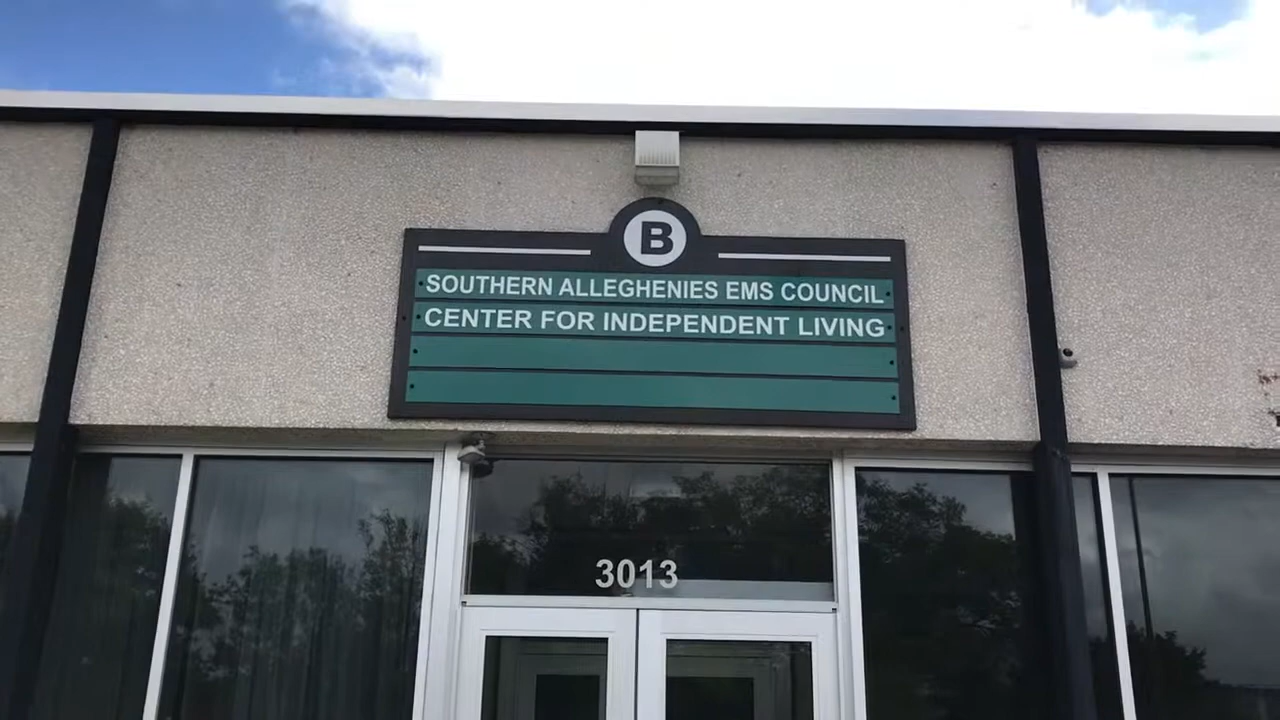 B
SOUTHERN ALLEGHENIES EMS COUNCIL
CENTER FOR INDEPENDENT LIVING
3013